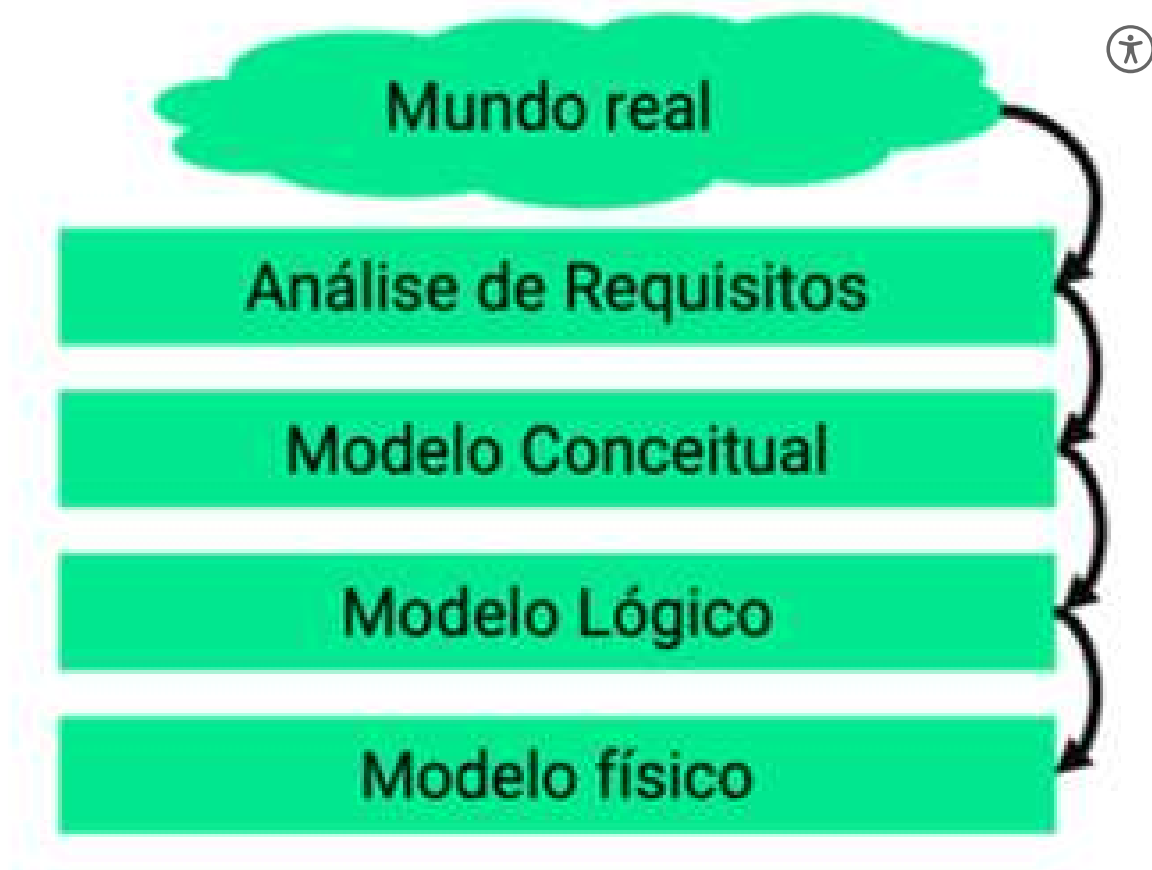 Mundo real
Análise de Requisitos
Modelo Conceitual
Modelo Lógico
Modelo físico